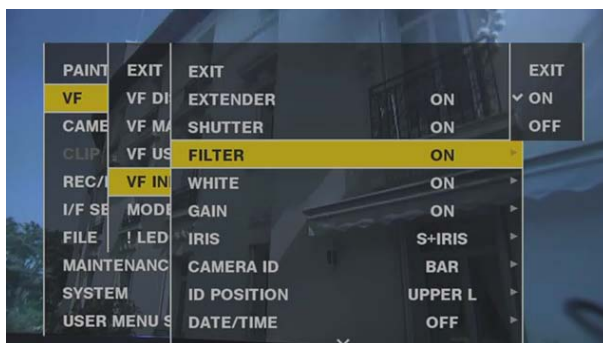 PAINT EXIT EXIT EXIT
VF VF DI EXTENDER ON ON
CAME VF MA SHUTTER ON OFF
CLIP VF US FILTER ON
REC/ VF IN WHITE ON
I/F SE MODE GAIN ON
FILE ! LED IRIS S+IRIS
MAINTENANC CAMERA ID BAR
SYSTEM ID POSITION UPPER L
USER MENU S DATE/TIME OFF